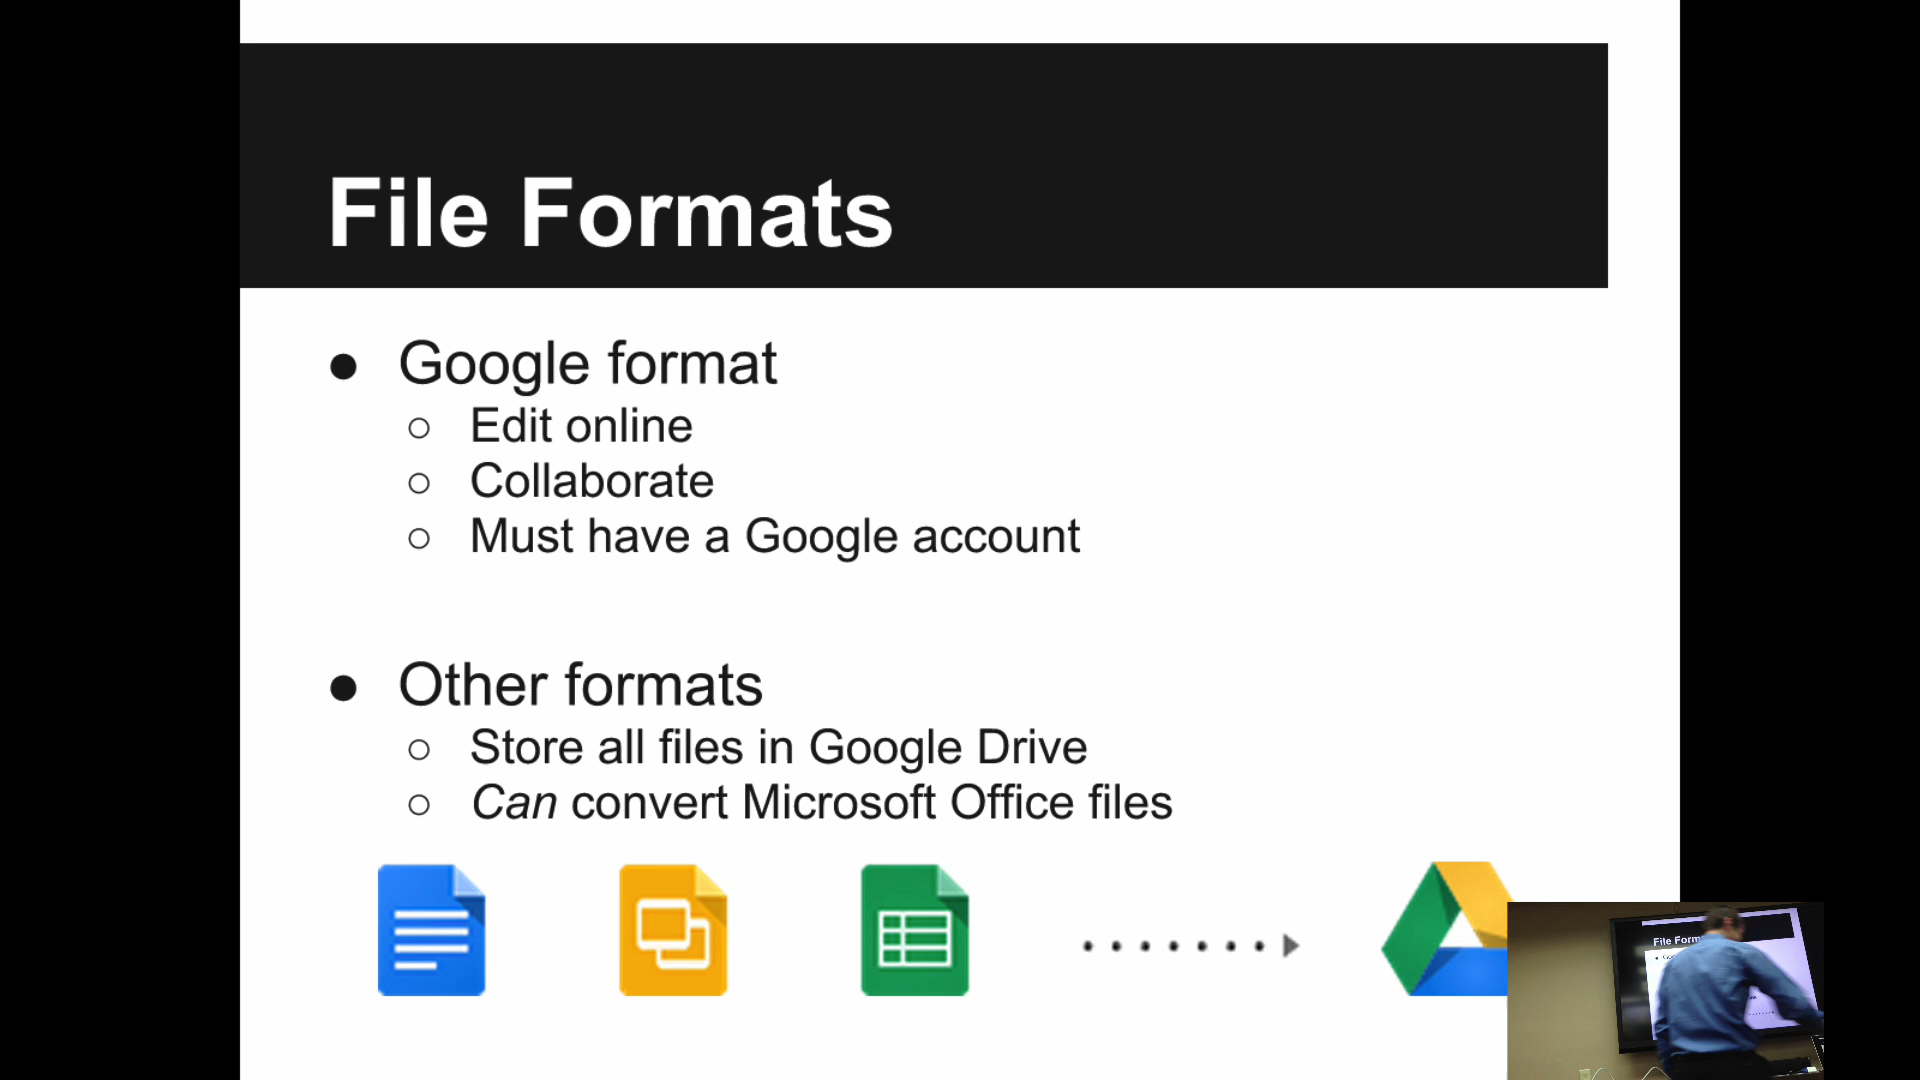 File Formats
● Google format
○ Edit online
○ Collaborate
○ Must have a Google account
● Other formats
○ Store all files in Google Drive
○ Can convert Microsoft Office files
File Form